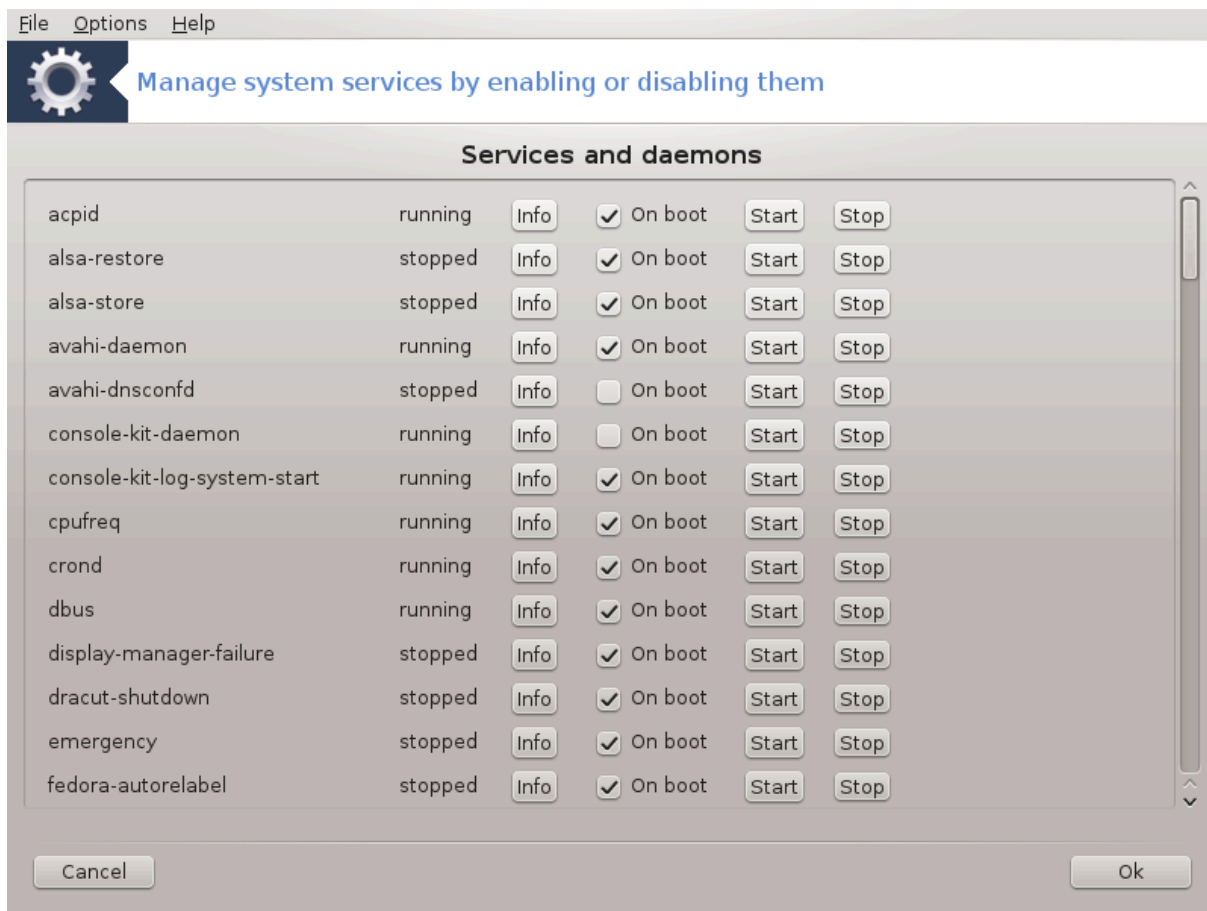 File Options Help
Manage system services by enabling or disabling them
Services and daemons
acpid running Info On boot Start Stop
alsa-restore stopped Info On boot Start Stop
alsa-store stopped Info On boot Start Stop
avahi-daemon running Info On boot Start Stop
avahi-dnsconfd stopped Info On boot Start Stop
console-kit-daemon running Info On boot Start Stop
console-kit-log-system-start running Info On boot Start Stop
cpufreq running Info On boot Start Stop
crond running Info On boot Start Stop
dbus running Info On boot Start Stop
display-manager-failure stopped Info On boot Start Stop
dracut-shutdown stopped Info On boot Start Stop
emergency stopped Info On boot Start Stop
fedora-autorelabel stopped Info On boot Start Stop
Cancel Ok